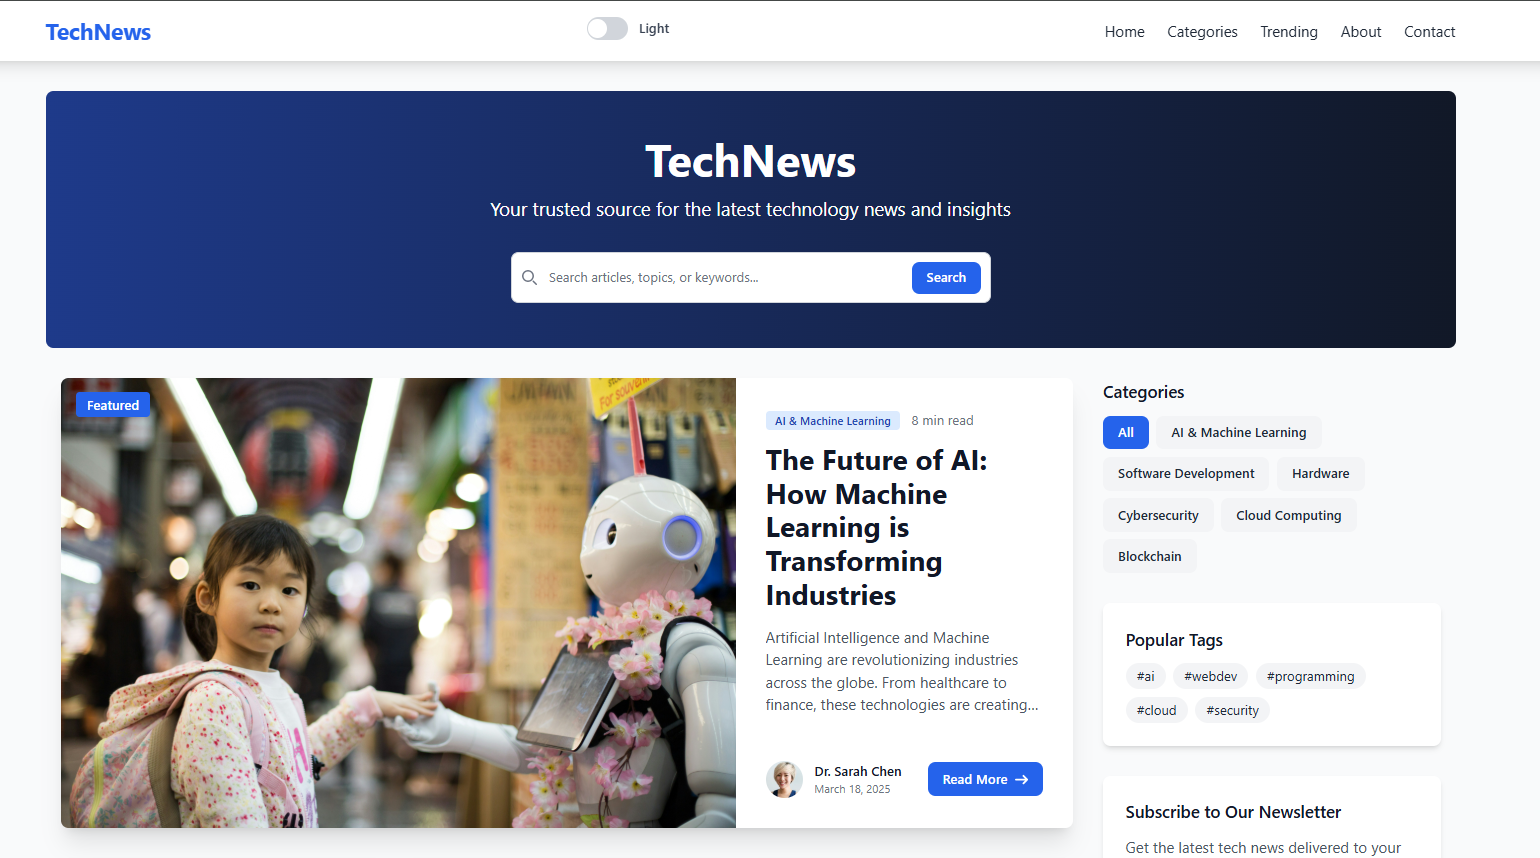 TechNews
Light
Home Categories Trending About Contact
TechNews
Your trusted source for the latest technology news and insights
Search articles, topics, or keywords...
Search
Featured
For souvenir
AI & Machine Learning 8 min read
The Future of AI:
How Machine
Learning is
Transforming
Industries
Artificial Intelligence and Machine
Learning are revolutionizing industries
across the globe. From healthcare to
finance, these technologies are creating...
Dr. Sarah Chen
March 18, 2025
Read More
Categories
All AI & Machine Learning
Software Development Hardware
Cybersecurity Cloud Computing
Blockchain
Popular Tags
#ai #webdev #programming
#cloud #security
Subscribe to Our Newsletter
Get the latest tech news delivered to your